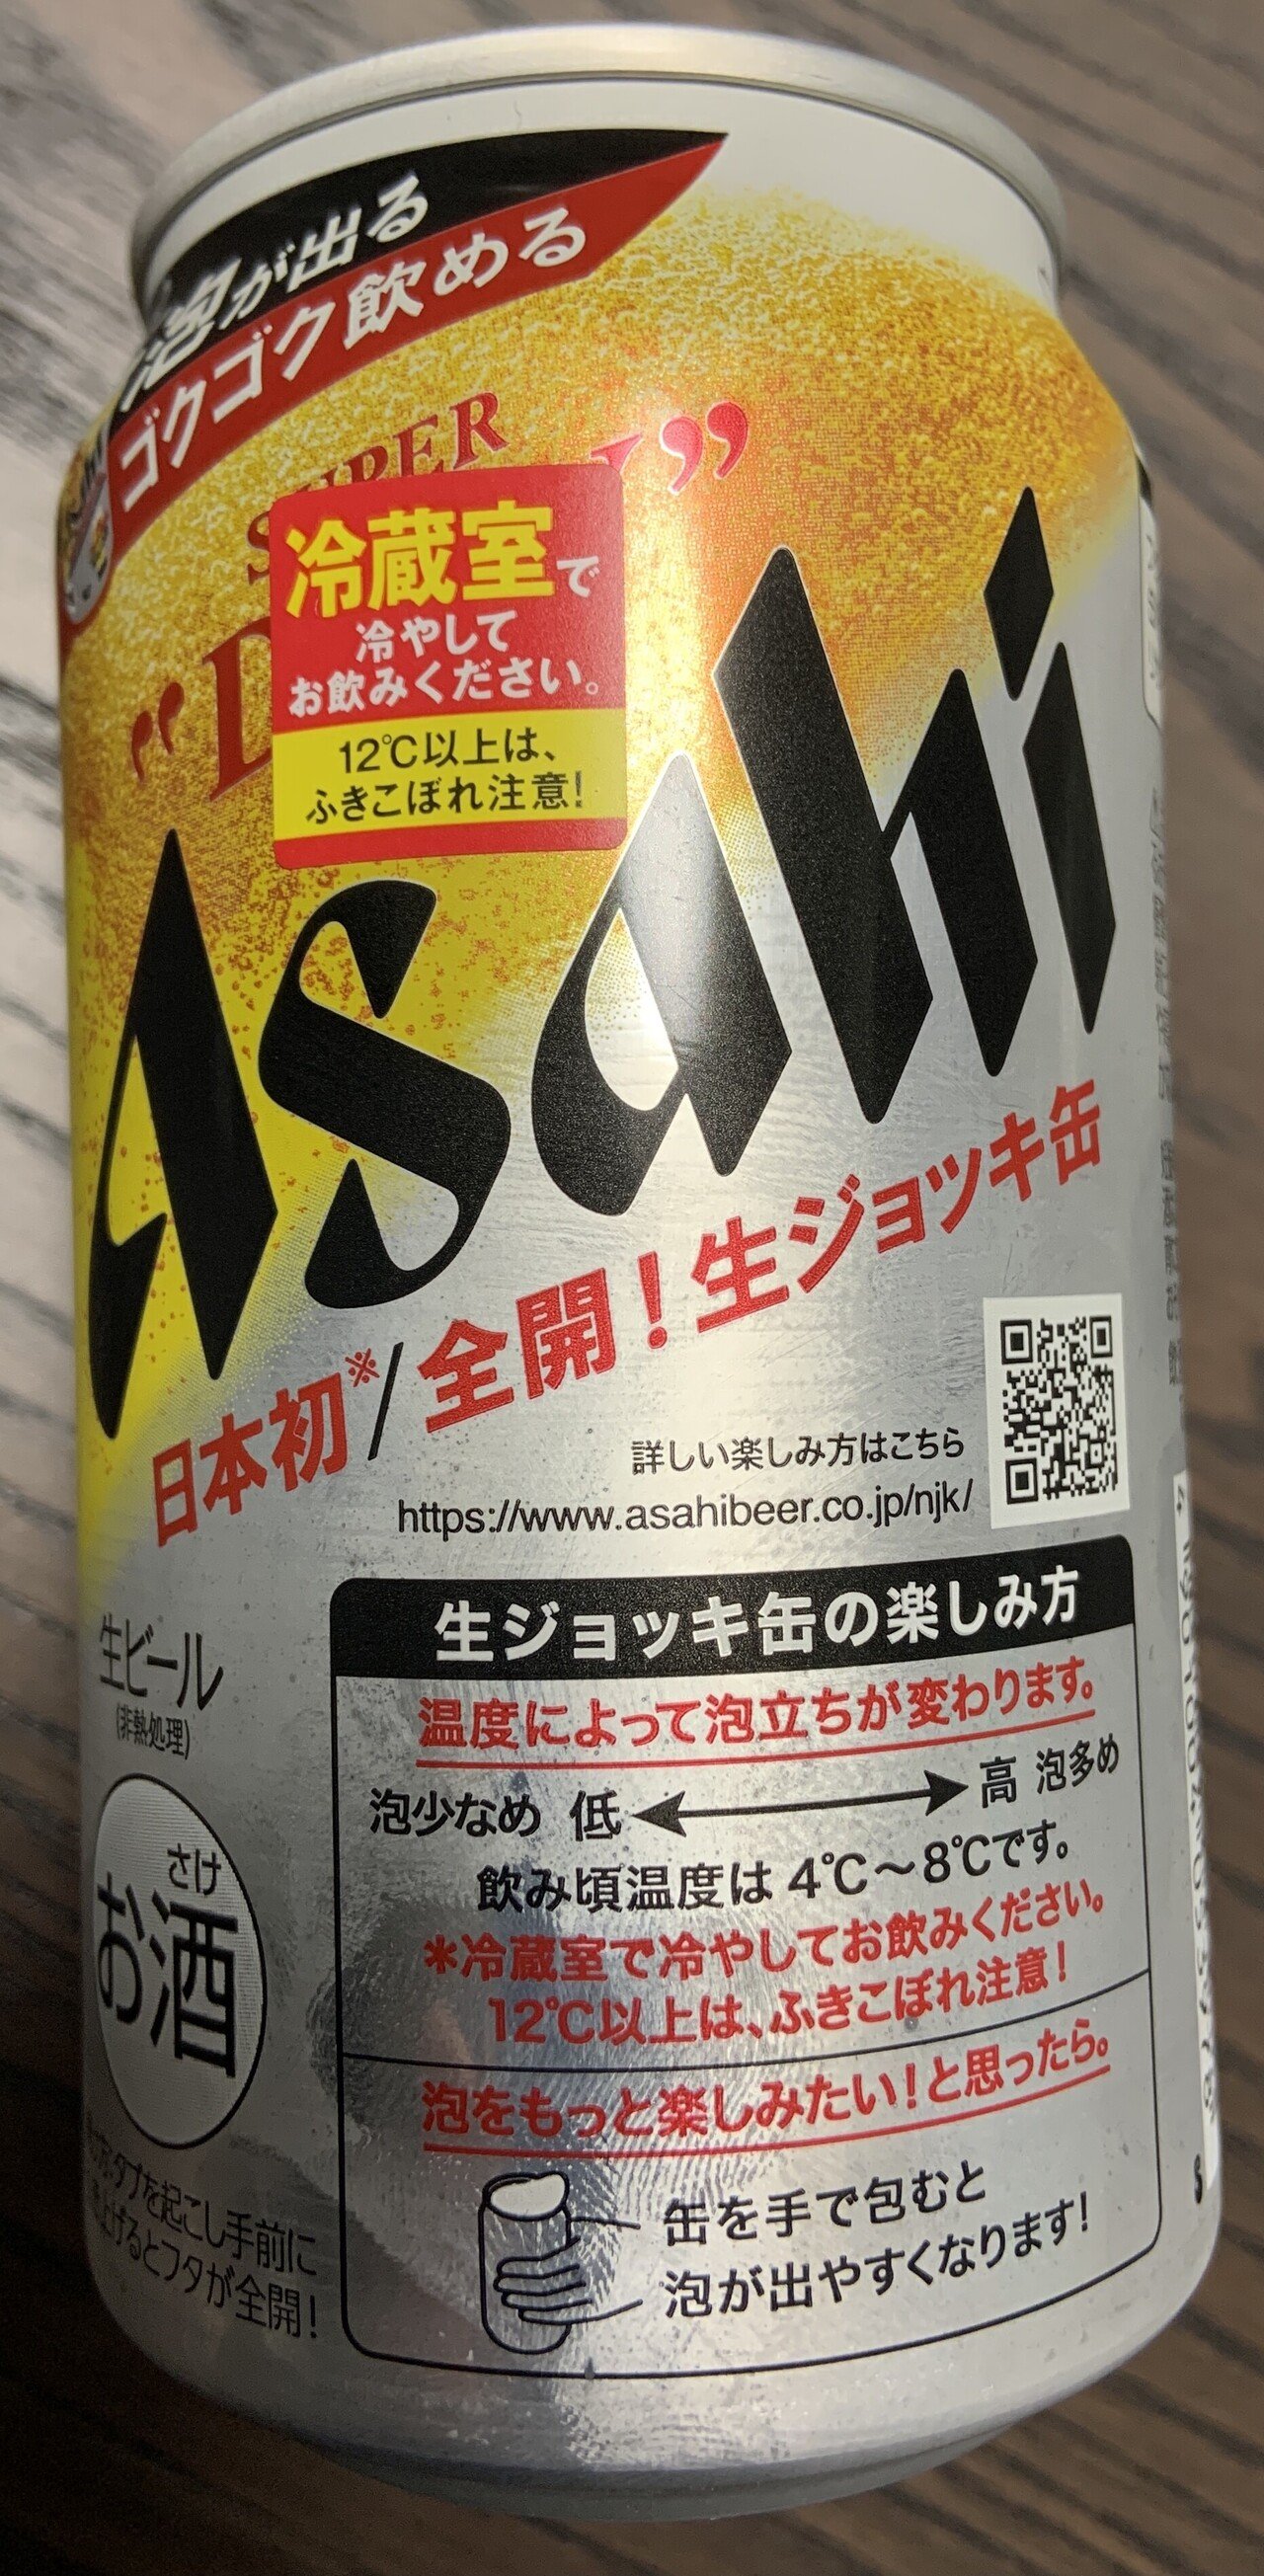 泡が出る
ゴクゴク飲める
SUPER
"D
"
冷蔵室で
冷やして
お飲みください。
12℃以上は、
ふきこぼれ注意!
Asahi
日本初※/全開!生ジョッキ缶
詳しい楽しみ方はこちら
https://www.asahibeer.co.jp/njk/
生ビール
(非熱処理)
さけ
お酒
タブを起こし手前に
上げるとフタが全開!
生ジョッキ缶の楽しみ方
温度によって泡立ちが変わります。
泡少なめ 低 高 泡多め
飲み頃温度は 4℃~8℃です。
*冷蔵室で冷やしてお飲みください。
12℃以上は、ふきこぼれ注意!
泡をもっと楽しみたい!と思ったら。
缶を手で包むと
泡が出やすくなります!